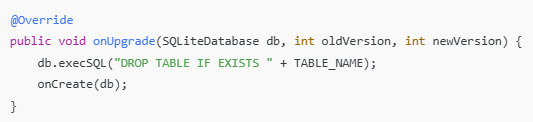 @Override
public void onUpgrade(SQLiteDatabase db, int oldVersion, int newVersion) {
    db.execSQL("DROP TABLE IF EXISTS " + TABLE_NAME);
    onCreate(db);
}